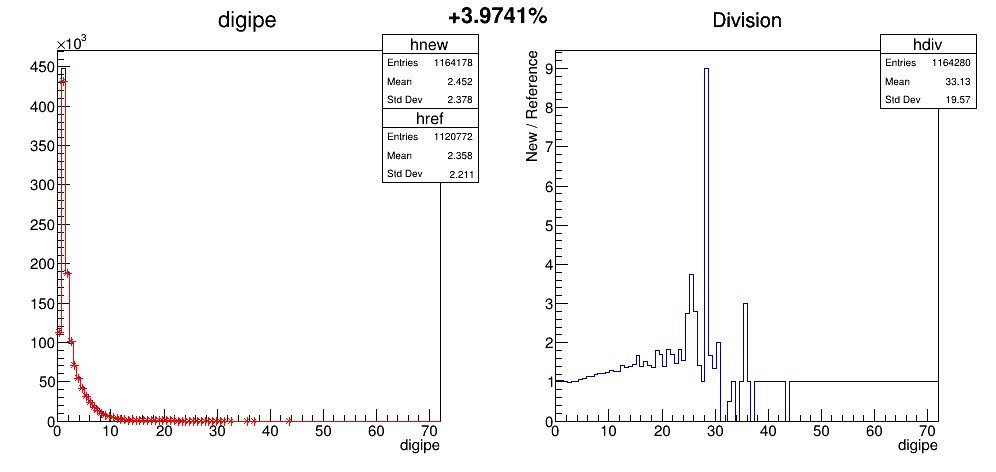 +3.9741%
digipe
×10³
hnew
Entries 1164178
Mean 2.452
Std Dev 2.378
href
Entries 1120772
Mean 2.358
Std Dev 2.211
450
400
350
300
250
200
150
100
50
0
0 10 20 30 40 50 60 70
digipe
Division
hdiv
Entries 1164280
Mean 33.13
Std Dev 19.57
New / Reference
9
8
7
6
5
4
3
2
1
0
0 10 20 30 40 50 60 70
digipe